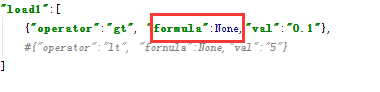 "load1":[
{"operator":"gt", "formula":None,"val":"0.1"},
#{"operator":"lt", "formula":None,"val":"5"}
]